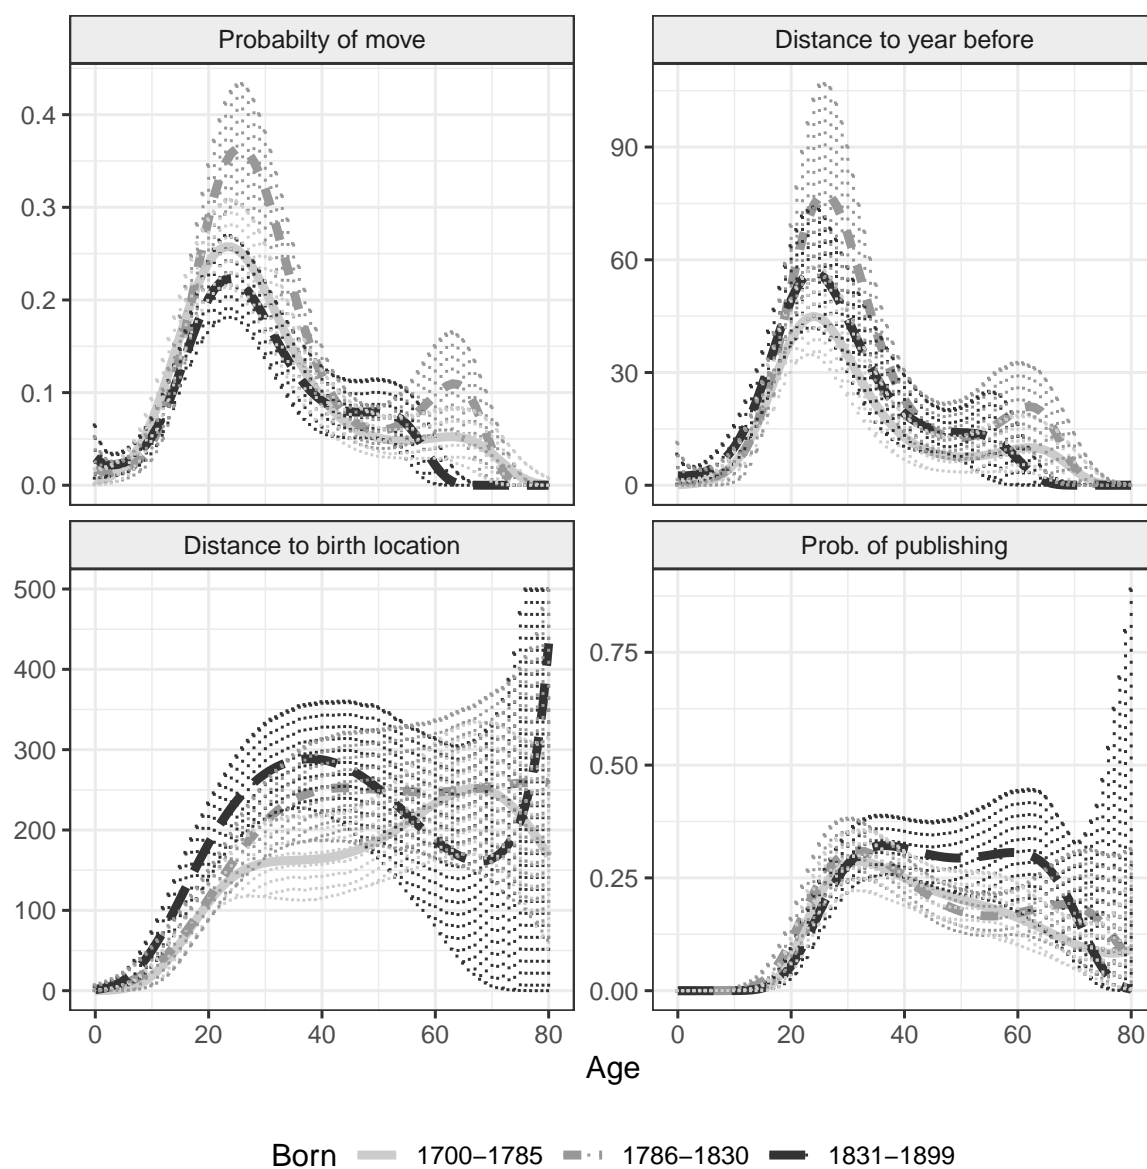 Probabilty of move
Distance to year before
0.4
0.3
0.2
0.1
0.0
90
60
30
0
Distance to birth location
Prob. of publishing
500
400
300
200
100
0
0.75
0.50
0.25
0.00
0 20 40 60 80
0 20 40 60 80
Age
Born 1700−1785 1786−1830 1831−1899